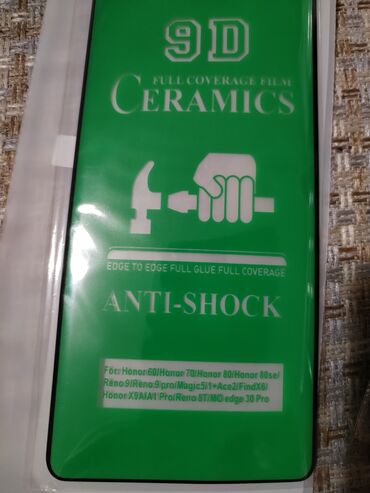 9D
FULL COVERAGE FILM
CERAMICS
EDGE TO EDGE FULL GLUE FULL COVERAGE
ANTI-SHOCK
For: Honor 60/Honor 70/Honor 80/Honor 80se/
Reno 9/Reno 9 pro/Magic5/1+Ace2/FindX6/
Honor X9A/A1 Pro/Reno 8T/MO edge 30 Pro